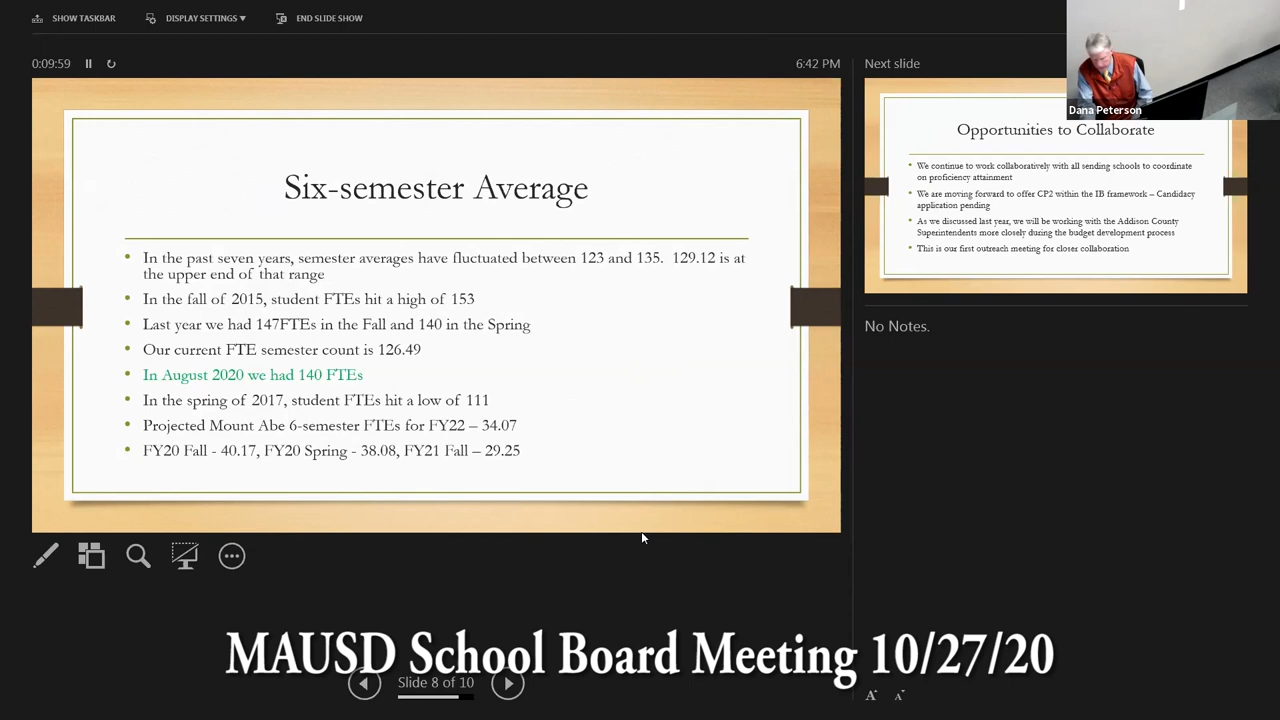 SHOW TASKBAR
DISPLAY SETTINGS ▼
END SLIDE SHOW
0:09:59
6:42 PM
Next slide
Dana Peterson
Six-semester Average
• In the past seven years, semester averages have fluctuated between 123 and 135. 129.12 is at
the upper end of that range
• In the fall of 2015, student FTEs hit a high of 153
• Last year we had 147FTEs in the Fall and 140 in the Spring
• Our current FTE semester count is 126.49
• In August 2020 we had 140 FTEs
• In the spring of 2017, student FTEs hit a low of 111
• Projected Mount Abe 6-semester FTEs for FY22 – 34.07
• FY20 Fall - 40.17, FY20 Spring - 38.08, FY21 Fall – 29.25
Opportunities to Collaborate
• We continue to work collaboratively with all sending schools to coordinate
on proficiency attainment
• We are moving forward to offer CP2 within the IB framework – Candidacy
application pending
• As we discussed last year, we will be working with the Addison County
Superintendents more closely during the budget development process
• This is our first outreach meeting for closer collaboration
No Notes.
MAUSD School Board Meeting 10/27/20
Slide 8 of 10
A A